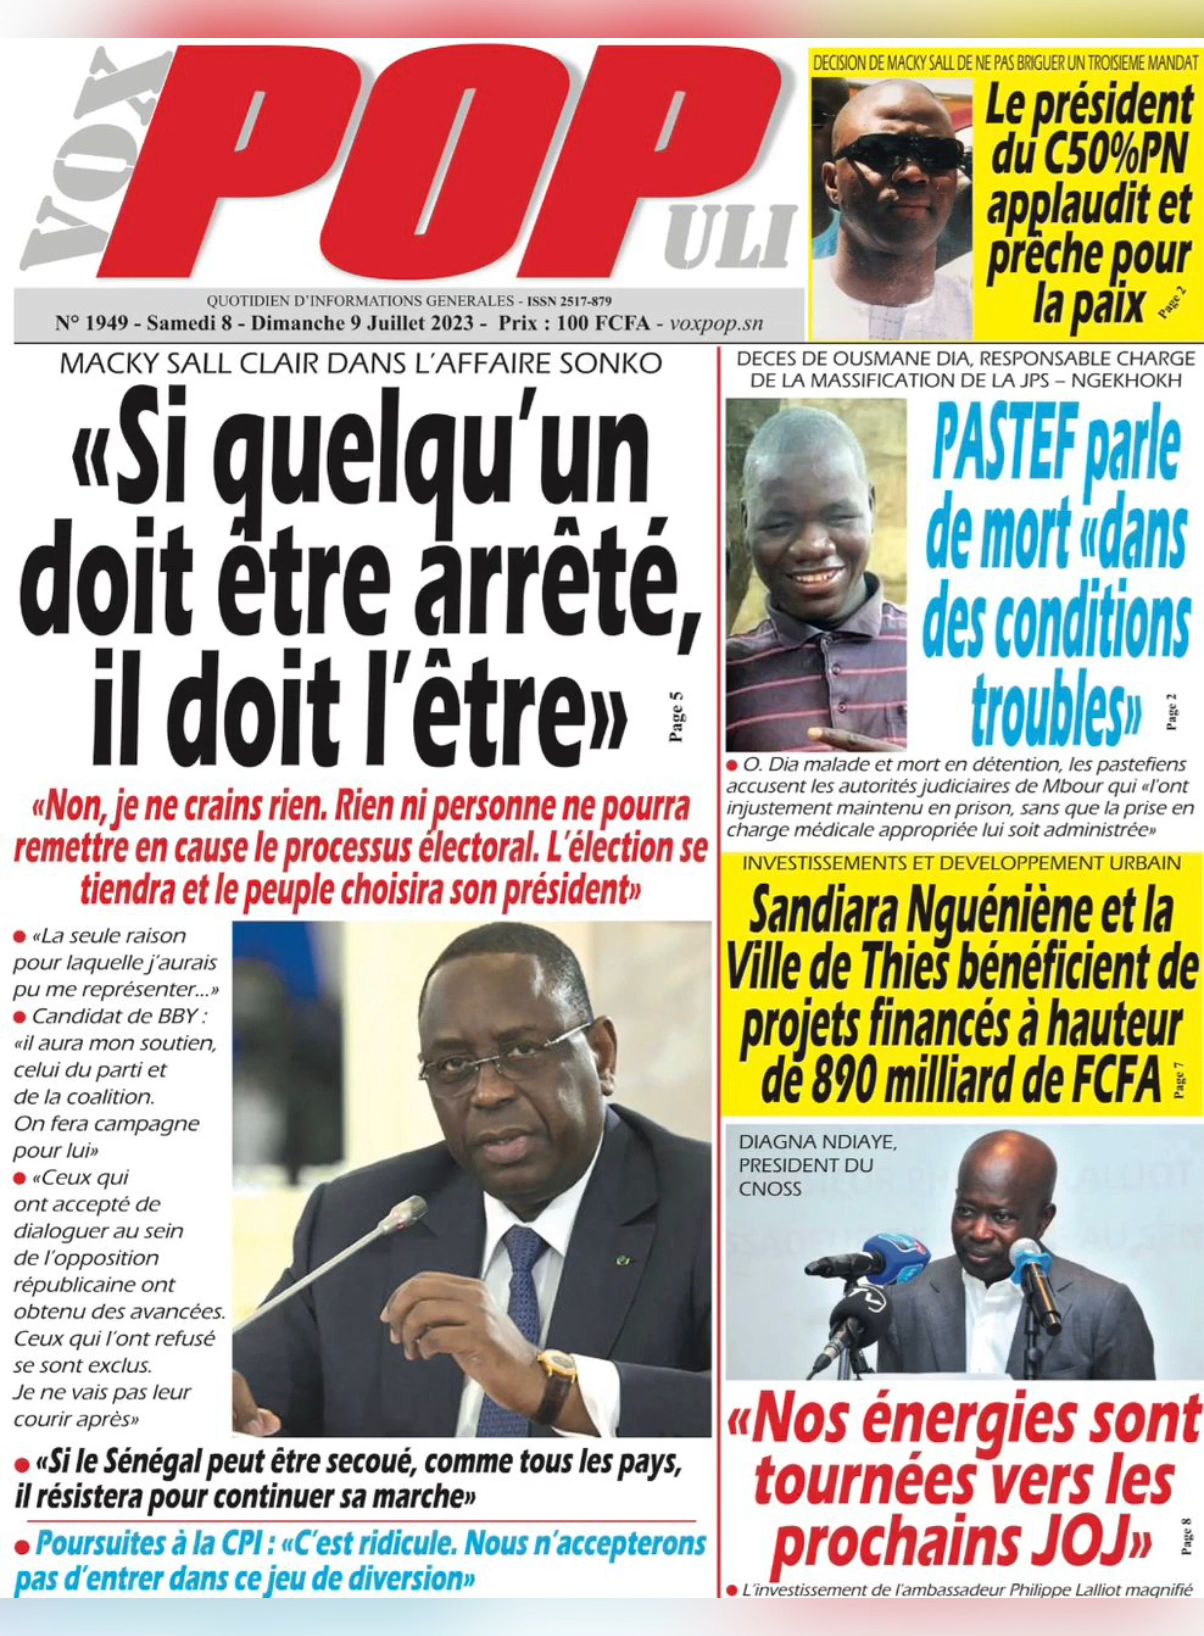 VOX
POP
ULI
QUOTIDIEN D'INFORMATIONS GENERALES - ISSN 2517-879
N° 1949 - Samedi 8 - Dimanche 9 Juillet 2023 - Prix : 100 FCFA - voxpop.sn
DECISION DE MACKY SALL DE NE PAS BRIGUER UN TROISIEME MANDAT
Le président
du C50%PN
applaudit et
prêche pour
la paix
Page 2
MACKY SALL CLAIR DANS L'AFFAIRE SONKO
«Si quelqu'un
doit être arrêté,
il doit l'être»
Page 5
«Non, je ne crains rien. Rien ni personne ne pourra
remettre en cause le processus électoral. L'élection se
tiendra et le peuple choisira son président»
● «La seule raison
pour laquelle j'aurais
pu me représenter...»
● Candidat de BBY :
«il aura mon soutien,
celui du parti et
de la coalition.
On fera campagne
pour lui»
● «Ceux qui
ont accepté de
dialoguer au sein
de l'opposition
républicaine ont
obtenu des avancées.
Ceux qui l'ont refusé
se sont exclus.
Je ne vais pas leur
courir après»
● «Si le Sénégal peut être secoué, comme tous les pays,
il résistera pour continuer sa marche»
● Poursuites à la CPI : «C'est ridicule. Nous n'accepterons
pas d'entrer dans ce jeu de diversion»
DECES DE OUSMANE DIA, RESPONSABLE CHARGE
DE LA MASSIFICATION DE LA JPS – NGEKHOKH
PASTEF parle
de mort «dans
des conditions
troubles»
Page 2
● O. Dia malade et mort en détention, les pastefiens
accusent les autorités judiciaires de Mbour qui «l'ont
injustement maintenu en prison, sans que la prise en
charge médicale appropriée lui soit administrée»
INVESTISSEMENTS ET DEVELOPPEMENT URBAIN
Sandiara Nguéniène et la
Ville de Thies bénéficient de
projets financés à hauteur
de 890 milliard de FCFA
Page 7
DIAGNA NDIAYE,
PRESIDENT DU
CNOSS
«Nos énergies sont
tournées vers les
prochains JOJ»
Page 8
● L'investissement de l'ambassadeur Philippe Lalliot magnifié